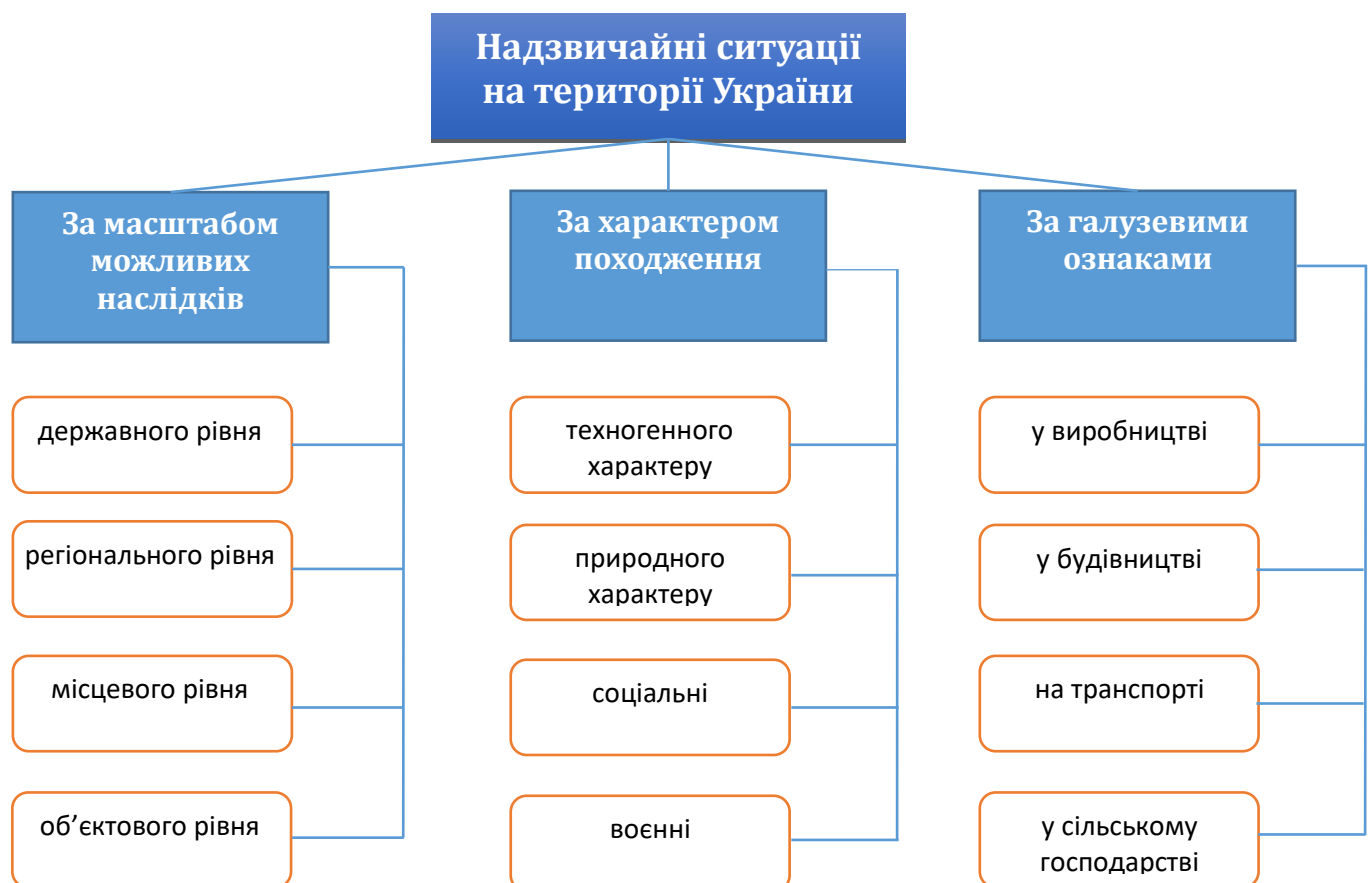 Надзвичайні ситуації
на території України
За масштабом
можливих
наслідків
За характером
походження
За галузевими
ознаками
державного рівня
регіонального рівня
місцевого рівня
об’єктового рівня
техногенного
характеру
природного
характеру
соціальні
воєнні
у виробництві
у будівництві
на транспорті
у сільському
господарстві